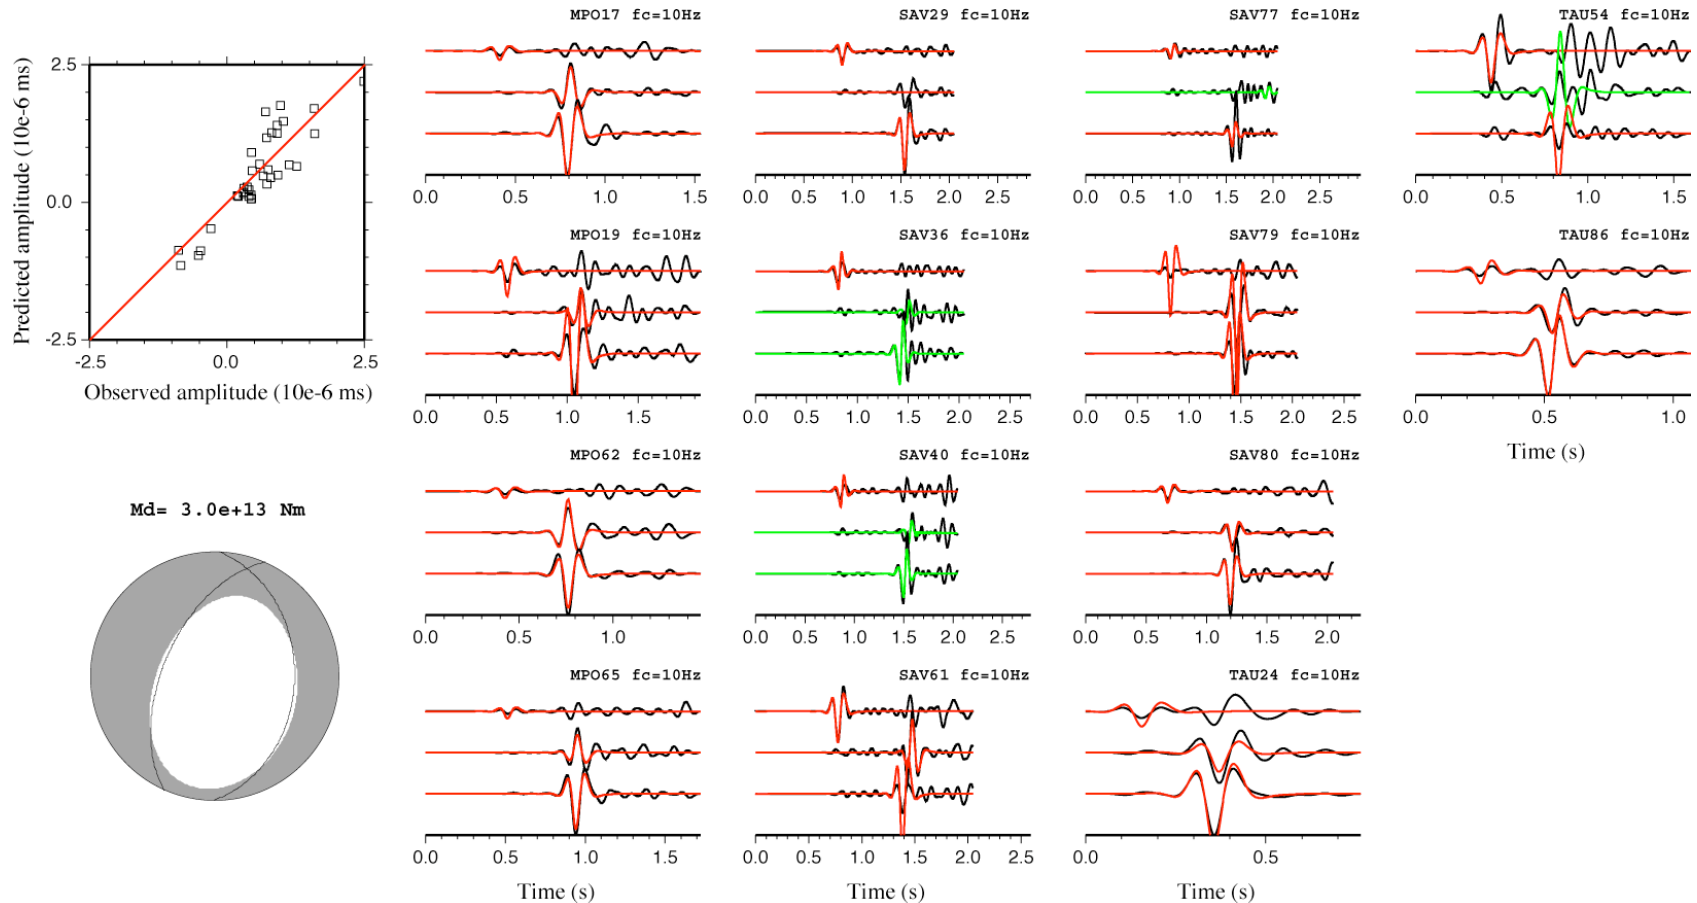 MPO17 fc=10Hz
SAV29 fc=10Hz
SAV77 fc=10Hz
TAU54 fc=10Hz
Predicted amplitude (10e-6 ms)
2.5
0.0
-2.5
-2.5 0.0 2.5
Observed amplitude (10e-6 ms)
0.0 0.5 1.0 1.5
0.0 0.5 1.0 1.5 2.0 2.5
0.0 0.5 1.0 1.5 2.0 2.5
0.0 0.5 1.0 1.5
MPO19 fc=10Hz
SAV36 fc=10Hz
SAV79 fc=10Hz
TAU86 fc=10Hz
0.0 0.5 1.0 1.5
0.0 0.5 1.0 1.5 2.0 2.5
0.0 0.5 1.0 1.5 2.0 2.5
0.0 0.5 1.0
Time (s)
MPO62 fc=10Hz
SAV40 fc=10Hz
SAV80 fc=10Hz
Md= 3.0e+13 Nm
0.0 0.5 1.0
0.0 0.5 1.0 1.5 2.0 2.5
0.0 0.5 1.0 1.5 2.0
MPO65 fc=10Hz
SAV61 fc=10Hz
TAU24 fc=10Hz
0.0 0.5 1.0 1.5
0.0 0.5 1.0 1.5 2.0 2.5
0.0 0.5
Time (s)
Time (s)
Time (s)